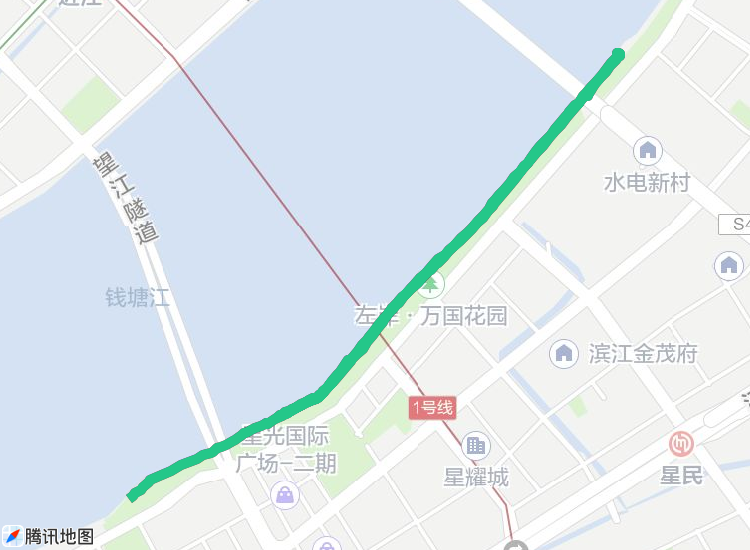 近江
望江隧道
水电新村
S4
钱塘江
左岸·万国花园
滨江金茂府
1号线
星光国际
广场-二期
星耀城
星民
腾讯地图